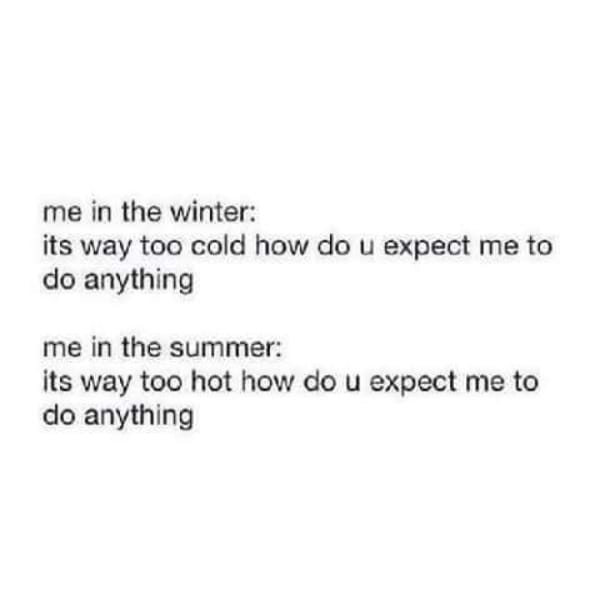 me in the winter:
its way too cold how do u expect me to
do anything
me in the summer:
its way too hot how do u expect me to
do anything